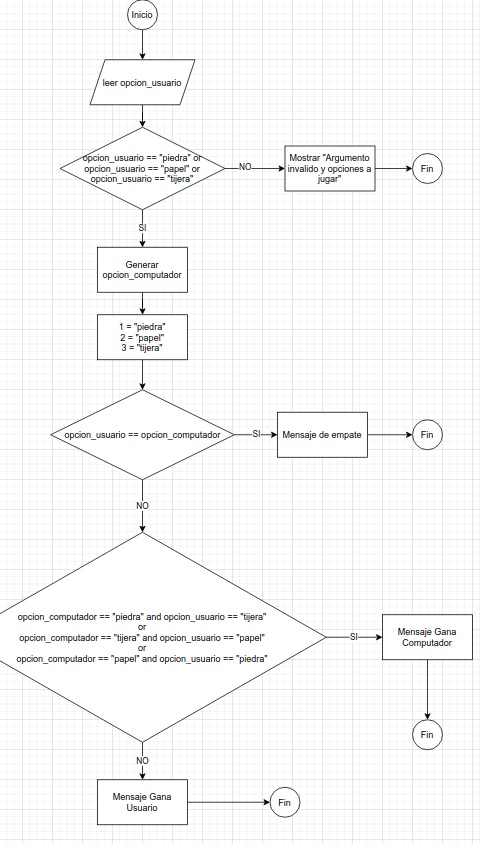 Inicio
leer opcion_usuario
opcion_usuario == "piedra" or
opcion_usuario == "papel" or
opcion_usuario == "tijera"
NO
Mostrar "Argumento
invalido y opciones a
jugar"
Fin
SI
Generar
opcion_computador
1 = "piedra"
2 = "papel"
3 = "tijera"
opcion_usuario == opcion_computador
SI
Mensaje de empate
Fin
NO
opcion_computador == "piedra" and opcion_usuario == "tijera"
or
opcion_computador == "tijera" and opcion_usuario == "papel"
or
opcion_computador == "papel" and opcion_usuario == "piedra"
SI
Mensaje Gana
Computador
Fin
NO
Mensaje Gana
Usuario
Fin